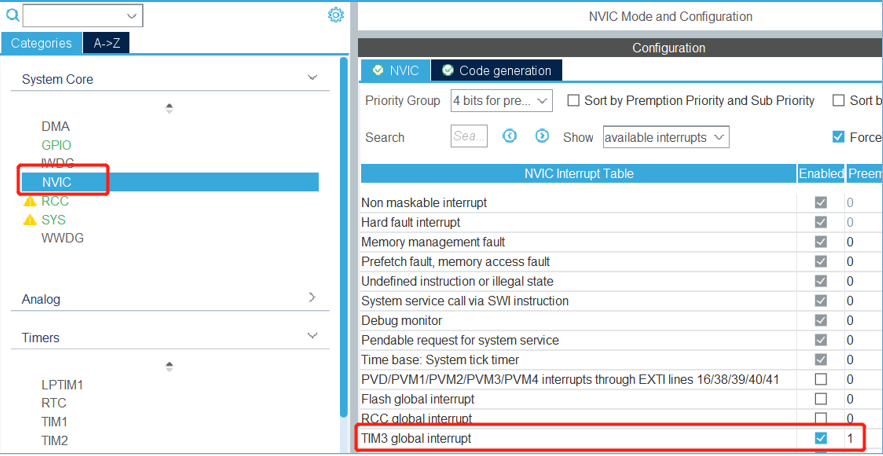 NVIC Mode and Configuration
Categories
A->Z
Configuration
System Core
NVIC
Code generation
Priority Group
4 bits for pre...
Sort by Premption Priority and Sub Priority
Sort b
Search
Sea...
Show
available interrupts
Force
DMA
GPIO
IWDG
NVIC
RCC
SYS
WWDG
Analog
Timers
LPTIM1
RTC
TIM1
TIM2
NVIC Interrupt Table Enabled Preem
Non maskable interrupt 0
Hard fault interrupt 0
Memory management fault 0
Prefetch fault, memory access fault 0
Undefined instruction or illegal state 0
System service call via SWI instruction 0
Debug monitor 0
Pendable request for system service 0
Time base: System tick timer 0
PVD/PVM1/PVM2/PVM3/PVM4 interrupts through EXTI lines 16/38/39/40/41 0
Flash global interrupt 0
RCC global interrupt 0
TIM3 global interrupt 1